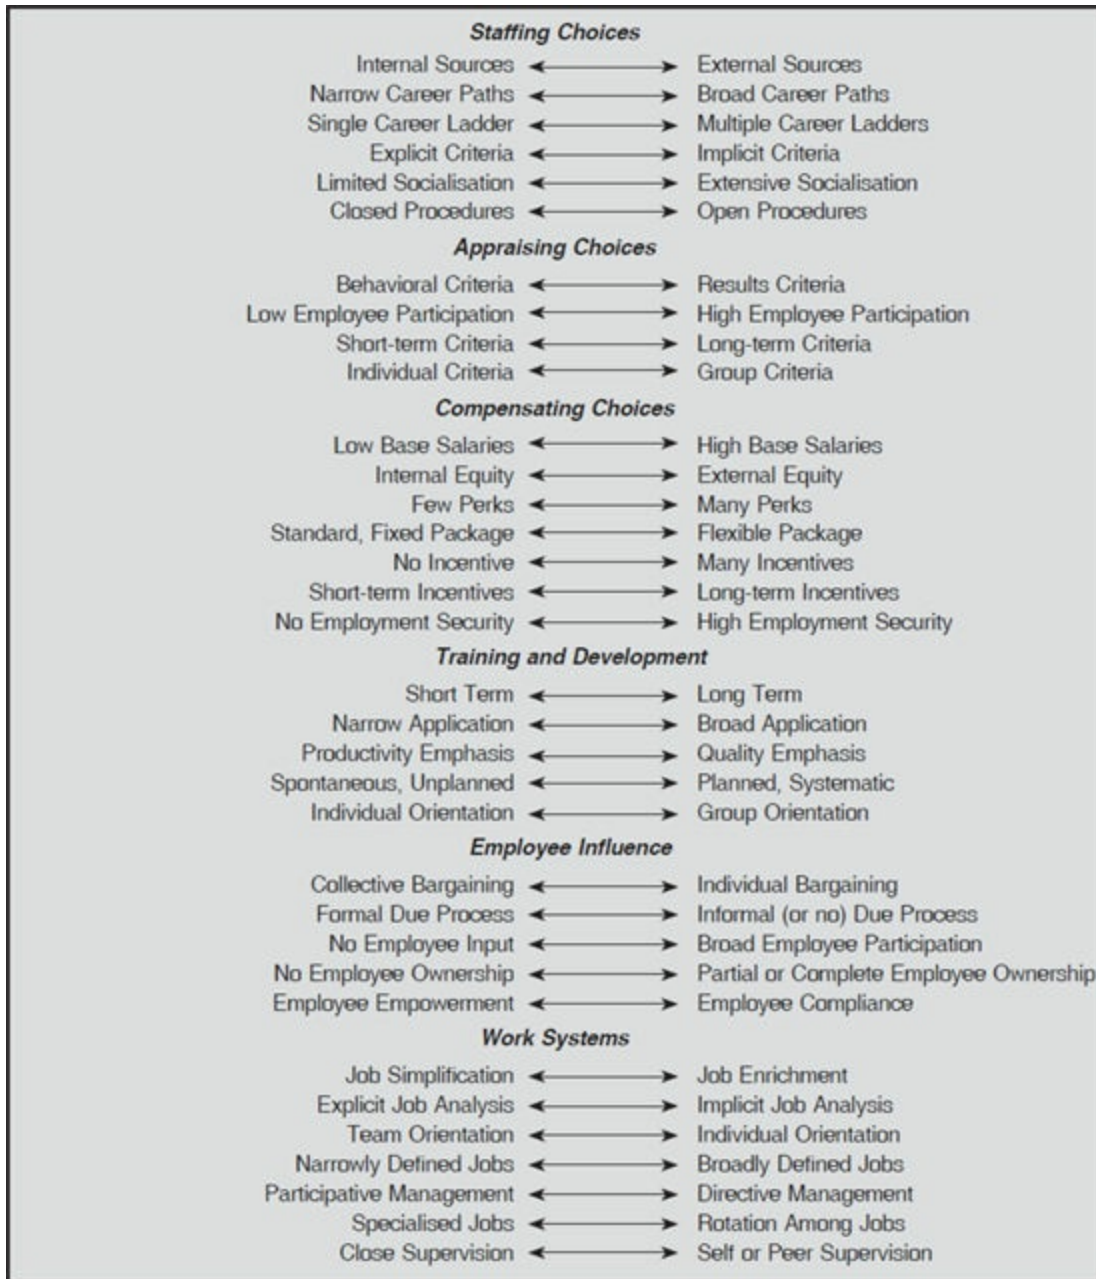 Staffing Choices
Internal Sources External Sources
Narrow Career Paths Broad Career Paths
Single Career Ladder Multiple Career Ladders
Explicit Criteria Implicit Criteria
Limited Socialisation Extensive Socialisation
Closed Procedures Open Procedures
Appraising Choices
Behavioral Criteria Results Criteria
Low Employee Participation High Employee Participation
Short-term Criteria Long-term Criteria
Individual Criteria Group Criteria
Compensating Choices
Low Base Salaries High Base Salaries
Internal Equity External Equity
Few Perks Many Perks
Standard, Fixed Package Flexible Package
No Incentive Many Incentives
Short-term Incentives Long-term Incentives
No Employment Security High Employment Security
Training and Development
Short Term Long Term
Narrow Application Broad Application
Productivity Emphasis Quality Emphasis
Spontaneous, Unplanned Planned, Systematic
Individual Orientation Group Orientation
Employee Influence
Collective Bargaining Individual Bargaining
Formal Due Process Informal (or no) Due Process
No Employee Input Broad Employee Participation
No Employee Ownership Partial or Complete Employee Ownership
Employee Empowerment Employee Compliance
Work Systems
Job Simplification Job Enrichment
Explicit Job Analysis Implicit Job Analysis
Team Orientation Individual Orientation
Narrowly Defined Jobs Broadly Defined Jobs
Participative Management Directive Management
Specialised Jobs Rotation Among Jobs
Close Supervision Self or Peer Supervision